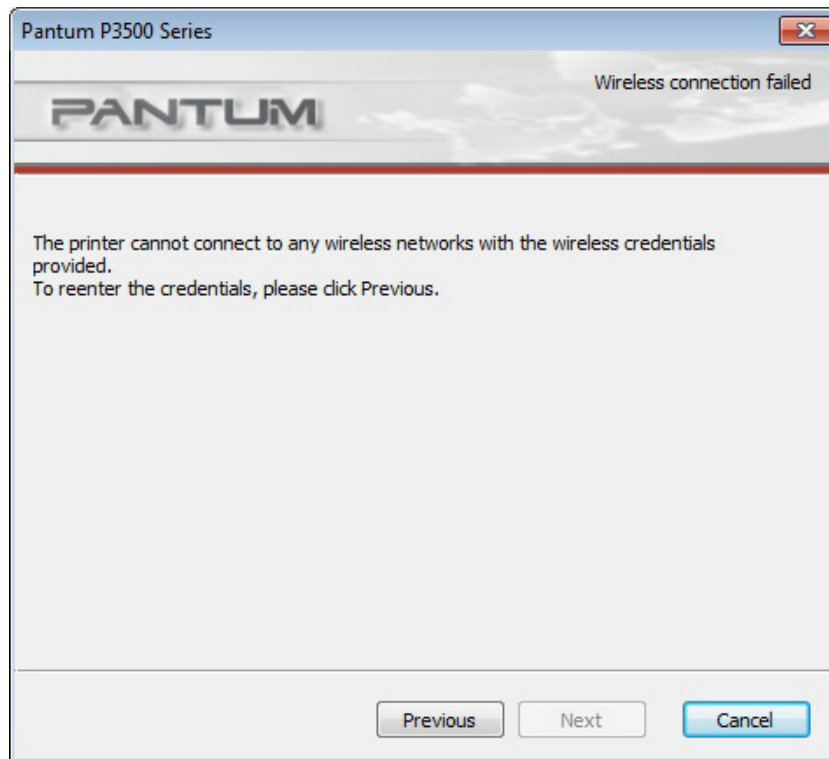 Pantum P3500 Series
Wireless connection failed
PANTUM
The printer cannot connect to any wireless networks with the wireless credentials
provided.
To reenter the credentials, please click Previous.
Previous Next Cancel